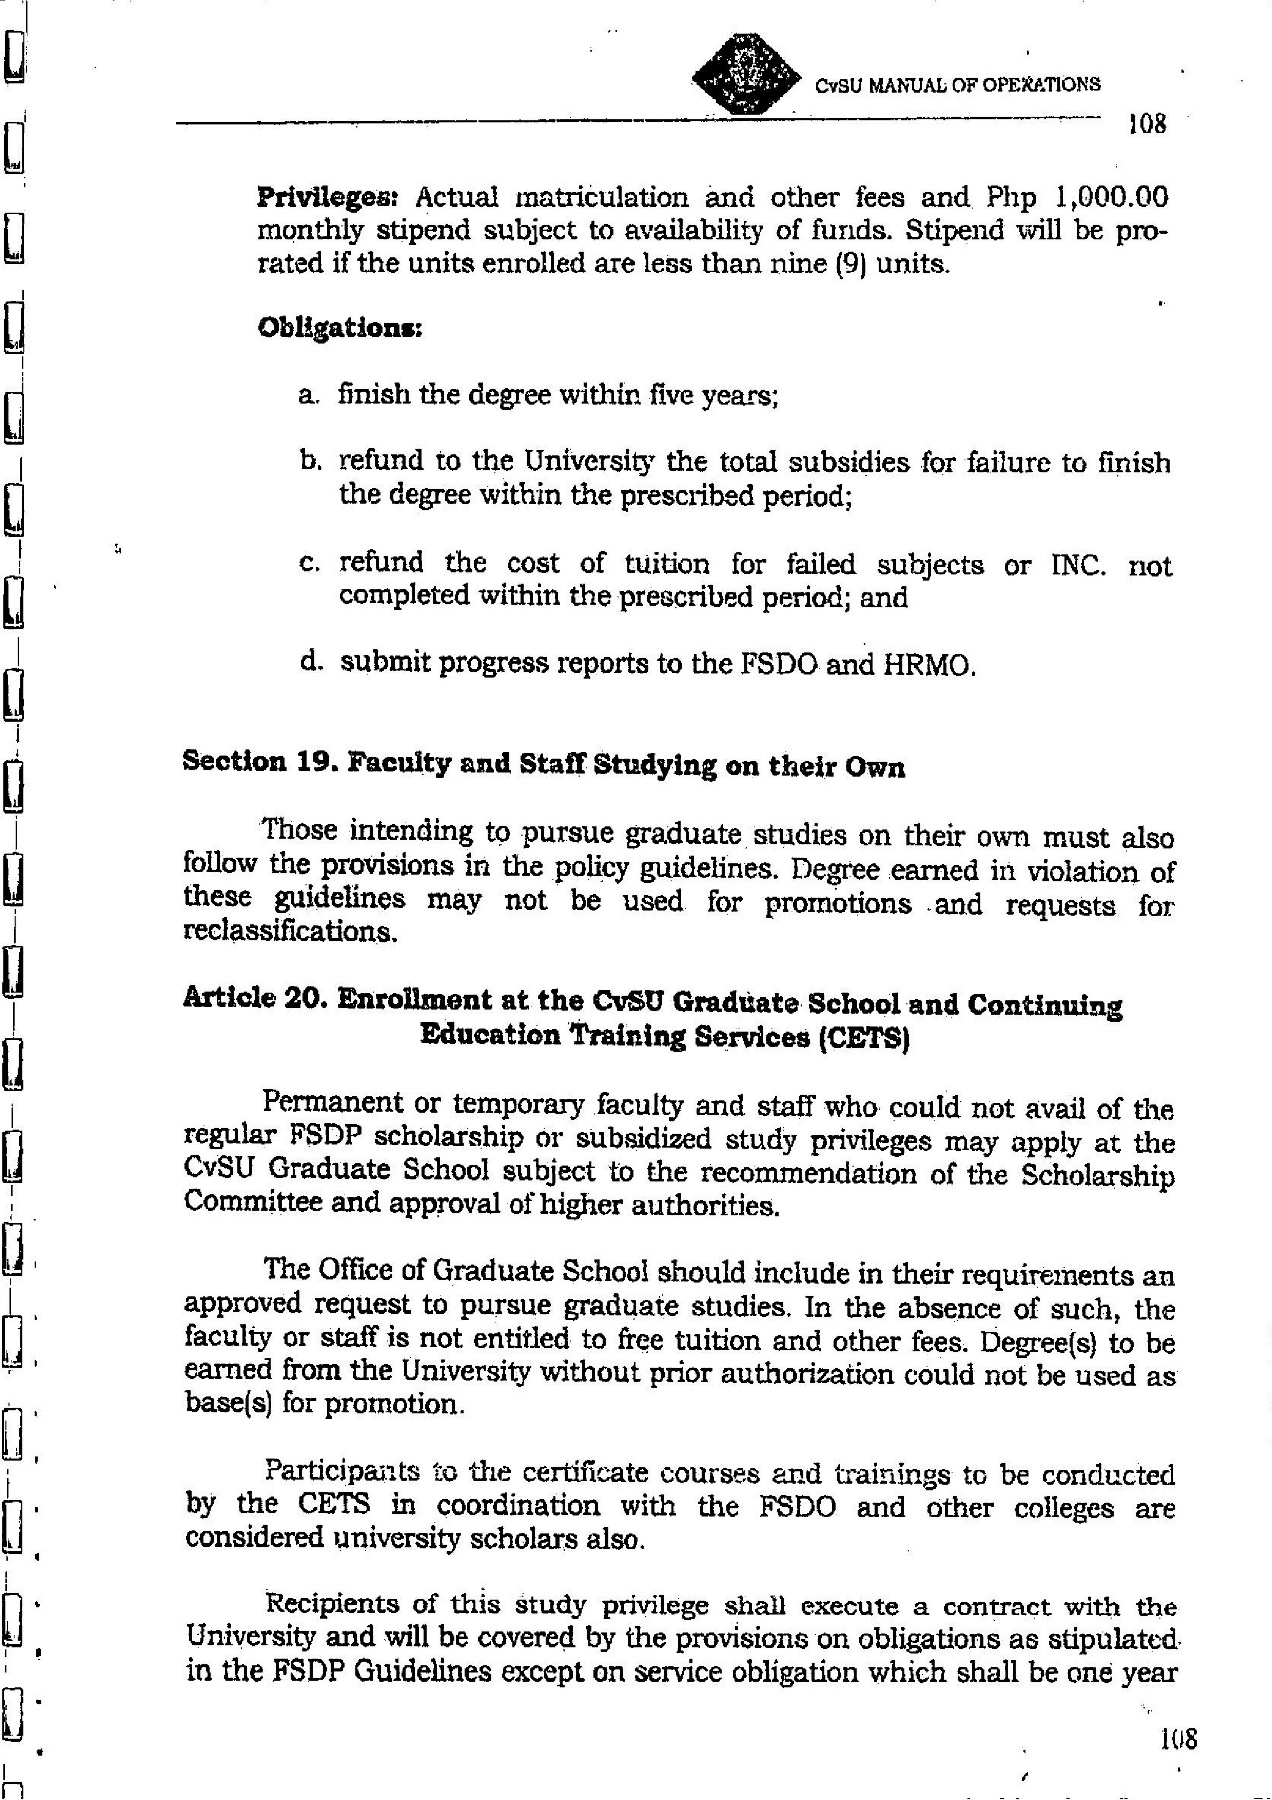 CvSU MANUAL OF OPERATIONS
108
Privileges: Actual matriculation and other fees and Php 1,000.00
monthly stipend subject to availability of funds. Stipend will be pro-
rated if the units enrolled are less than nine (9) units.
Obligations:
a. finish the degree within five years;
b. refund to the University the total subsidies for failure to finish
the degree within the prescribed period;
c. refund the cost of tuition for failed subjects or INC. not
completed within the prescribed period; and
d. submit progress reports to the FSDO and HRMO.
Section 19. Faculty and Staff Studying on their Own
Those intending to pursue graduate studies on their own must also
follow the provisions in the policy guidelines. Degree earned in violation of
these guidelines may not be used for promotions and requests for
reclassifications.
Article 20. Enrollment at the CvSU Graduate School and Continuing
Education Training Services (CETS)
Permanent or temporary faculty and staff who could not avail of the
regular FSDP scholarship or subsidized study privileges may apply at the
CvSU Graduate School subject to the recommendation of the Scholarship
Committee and approval of higher authorities.
The Office of Graduate School should include in their requirements an
approved request to pursue graduate studies. In the absence of such, the
faculty or staff is not entitled to free tuition and other fees. Degree(s) to be
earned from the University without prior authorization could not be used as
base(s) for promotion.
Participants to the certificate courses and trainings to be conducted
by the CETS in coordination with the FSDO and other colleges are
considered university scholars also.
Recipients of this study privilege shall execute a contract with the
University and will be covered by the provisions on obligations as stipulated
in the FSDP Guidelines except on service obligation which shall be one year
108